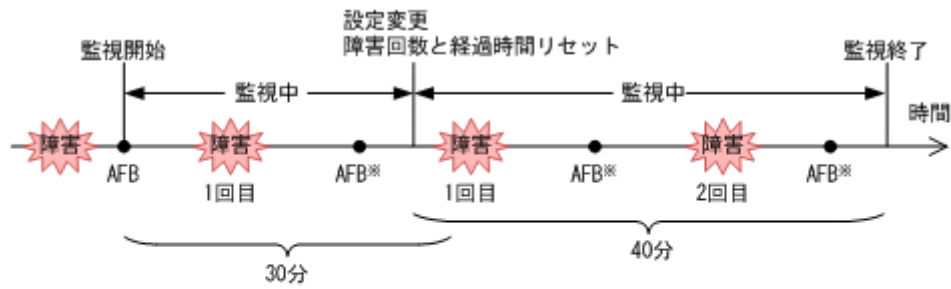 設定変更
障害回数と経過時間リセット
監視開始
監視終了
監視中
監視中
時間
障害
障害
障害
障害
AFB
1回目
AFB※
1回目
AFB※
2回目
AFB※
30分
40分